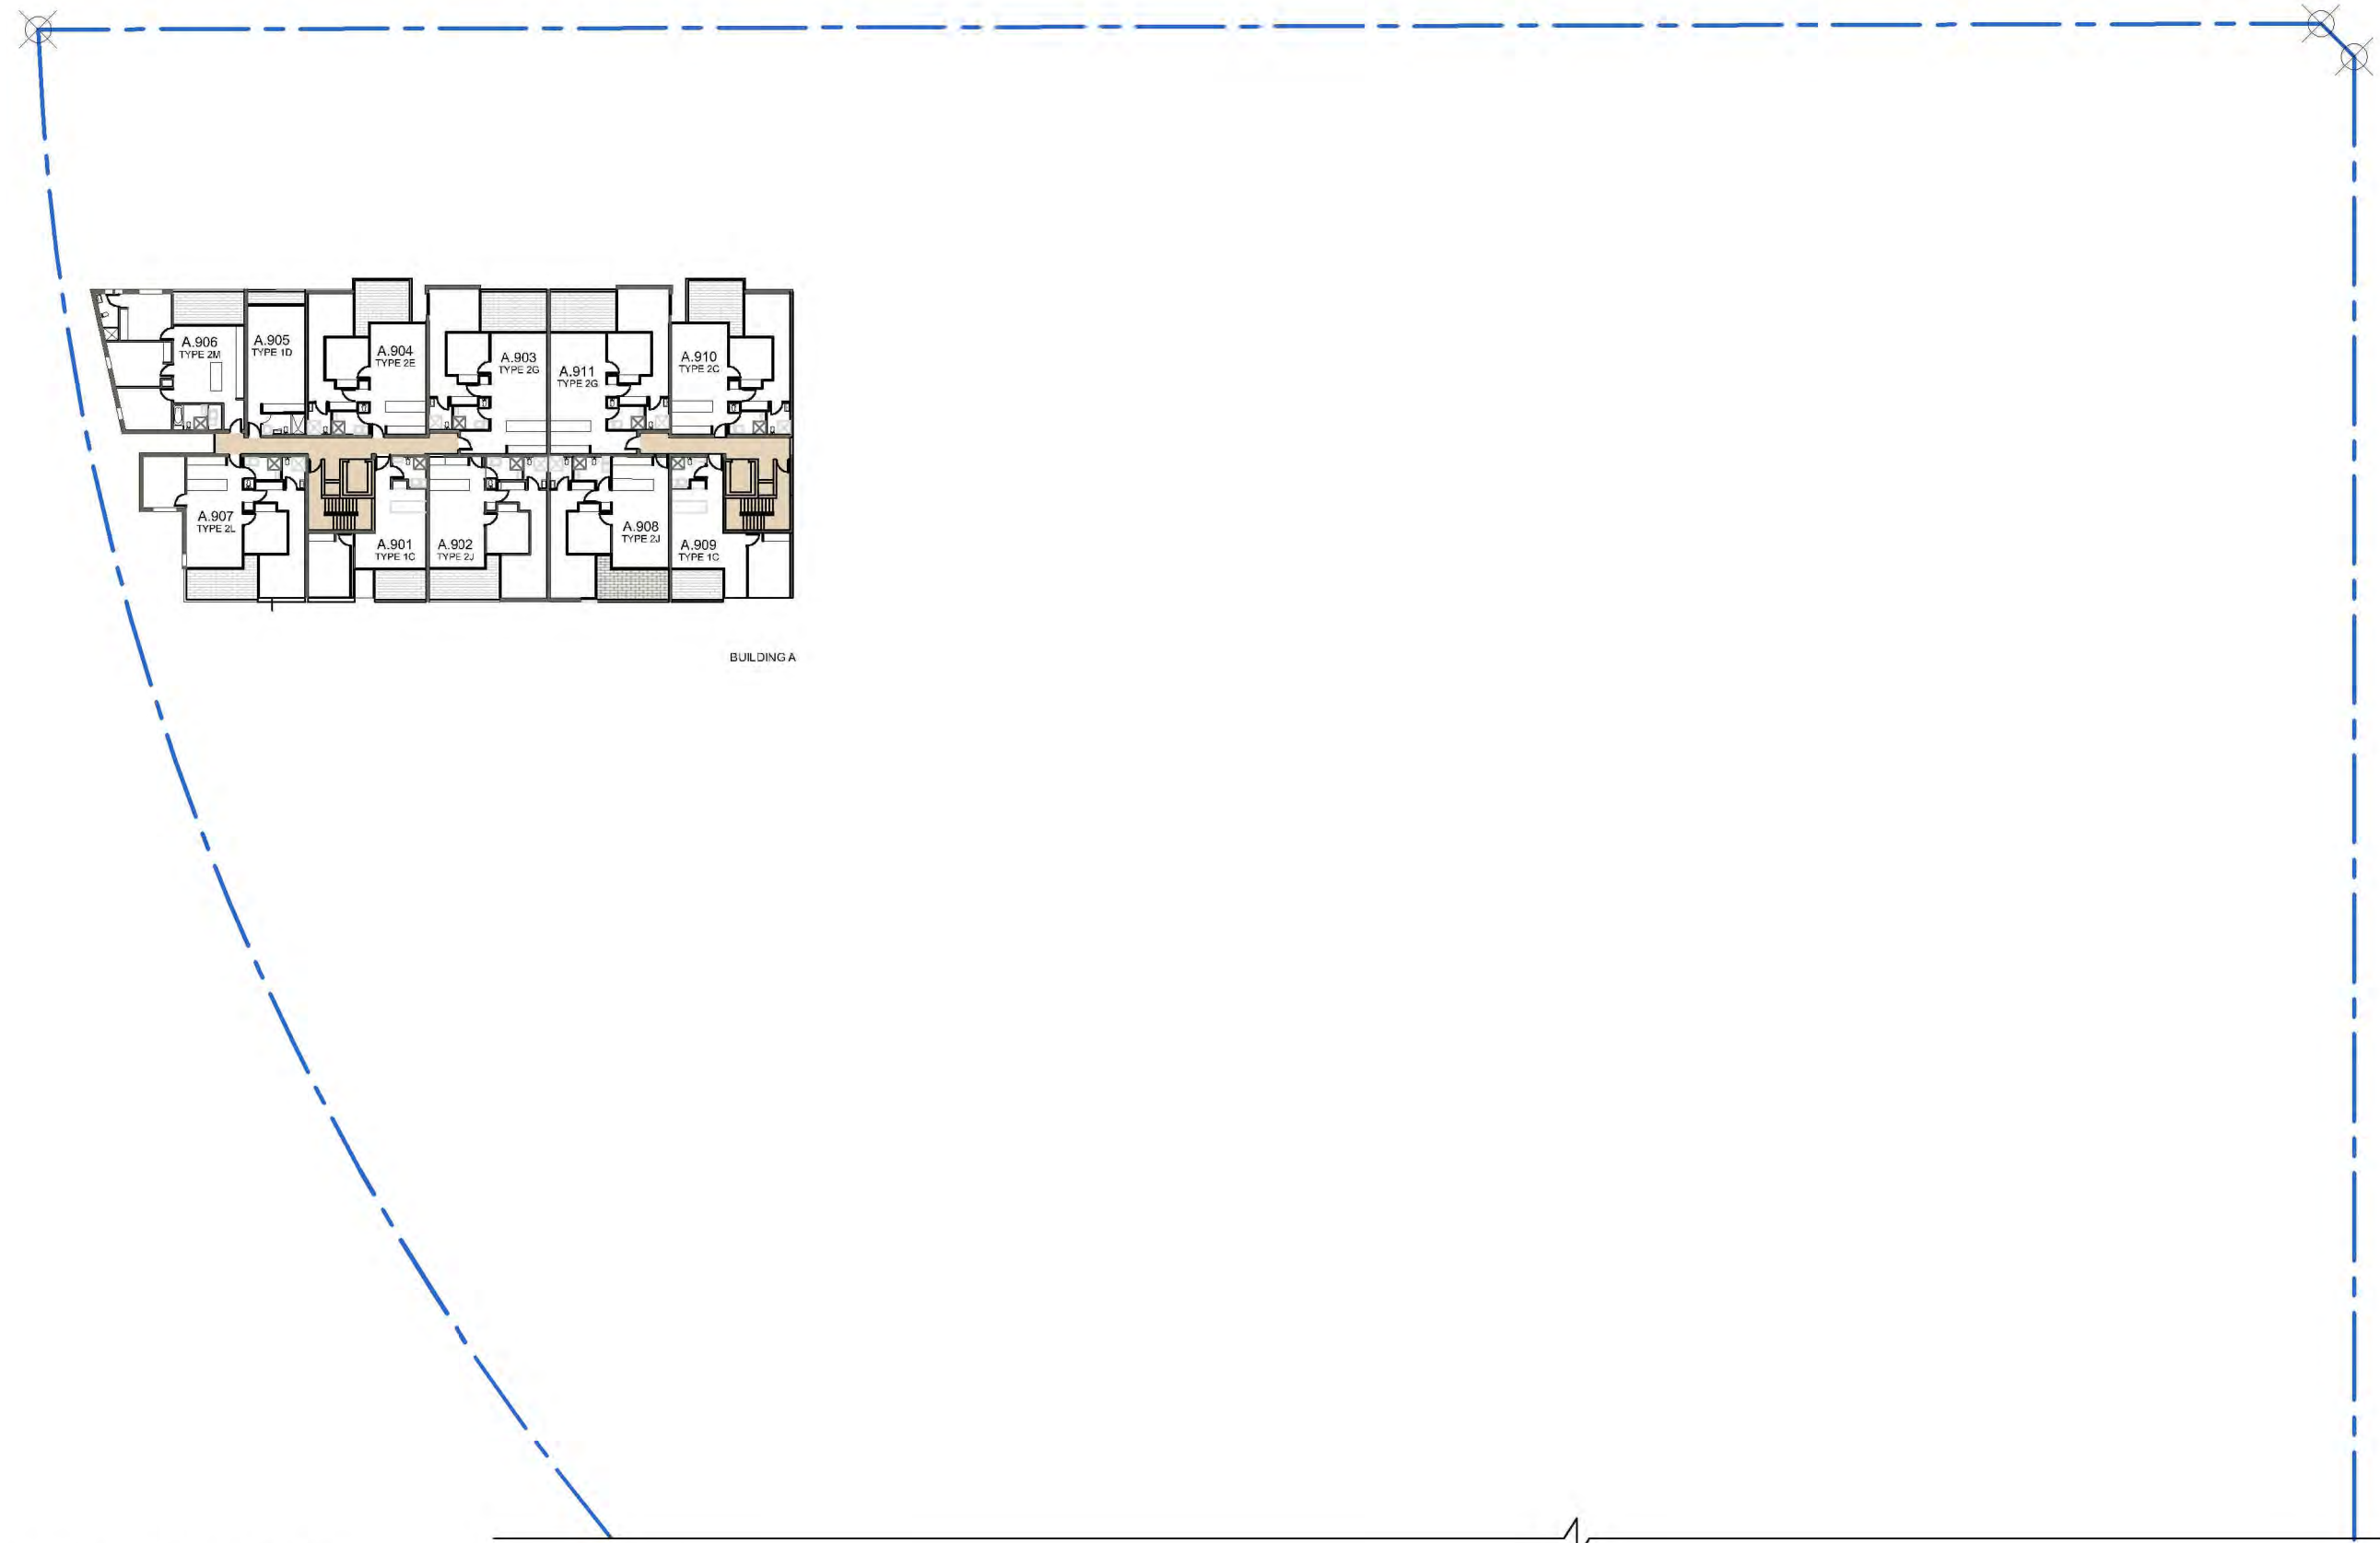 A.906
TYPE 2M
A.905
TYPE 1D
A.904
TYPE 2E
A.903
TYPE 2G
A.911
TYPE 2G
A.910
TYPE 2C
A.907
TYPE 2L
A.901
TYPE 1C
A.902
TYPE 2J
A.908
TYPE 2J
A.909
TYPE 1C
BUILDING A